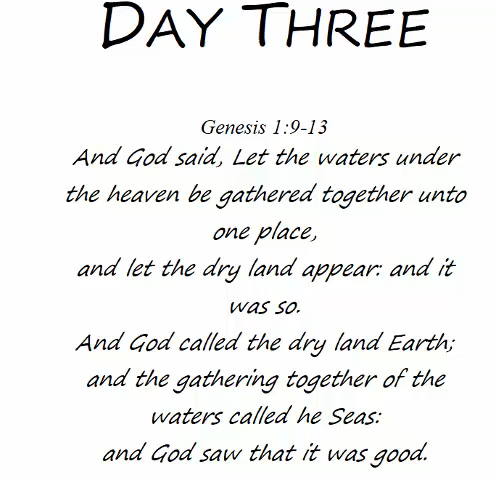 DAY THREE
Genesis 1:9-13
And God said, Let the waters under
the heaven be gathered together unto
one place,
and let the dry land appear: and it
was so.
And God called the dry land Earth;
and the gathering together of the
waters called he Seas:
and God saw that it was good.